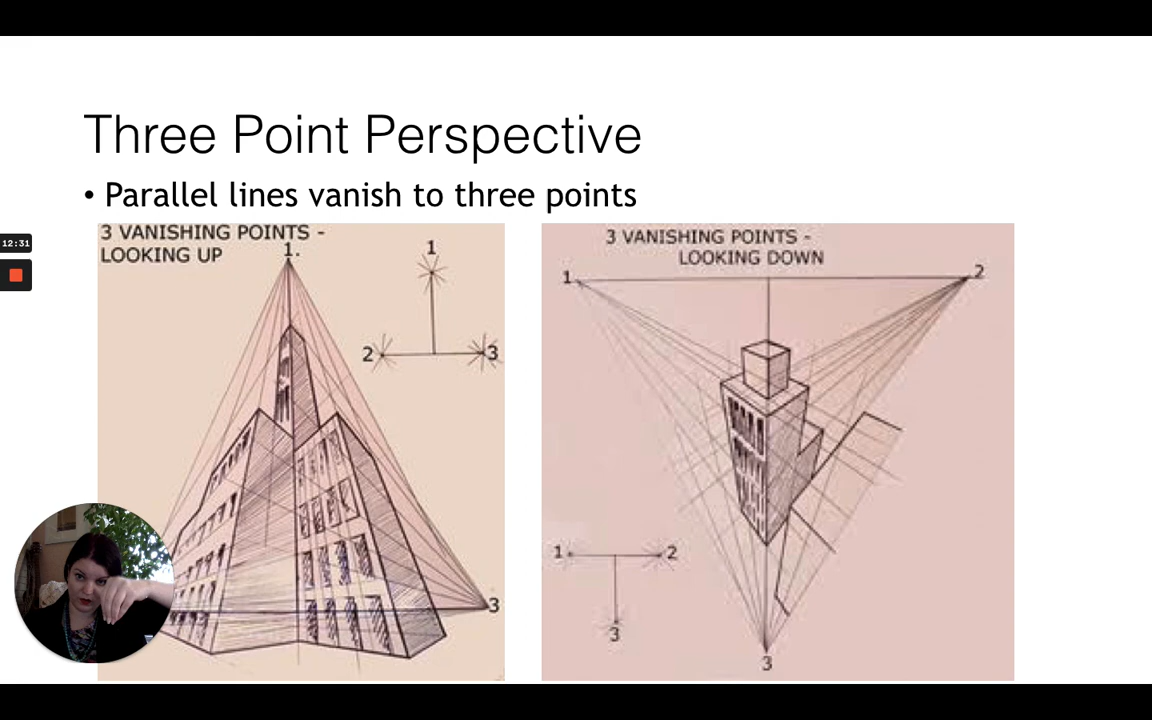 Three Point Perspective
• Parallel lines vanish to three points
12:31
3 VANISHING POINTS -
LOOKING UP
1.
1
2
3
3
3 VANISHING POINTS -
LOOKING DOWN
1
2
1
2
3
3